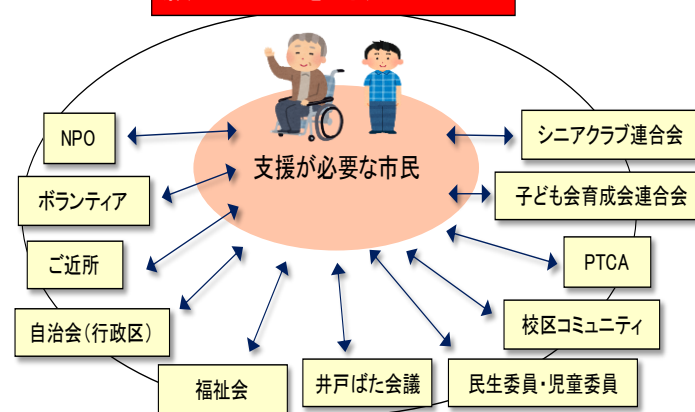 支援が必要な市民
NPO
ボランティア
ご近所
自治会(行政区)
福祉会
井戸ばた会議
民生委員・児童委員
校区コミュニティ
PTCA
子ども会育成会連合会
シニアクラブ連合会